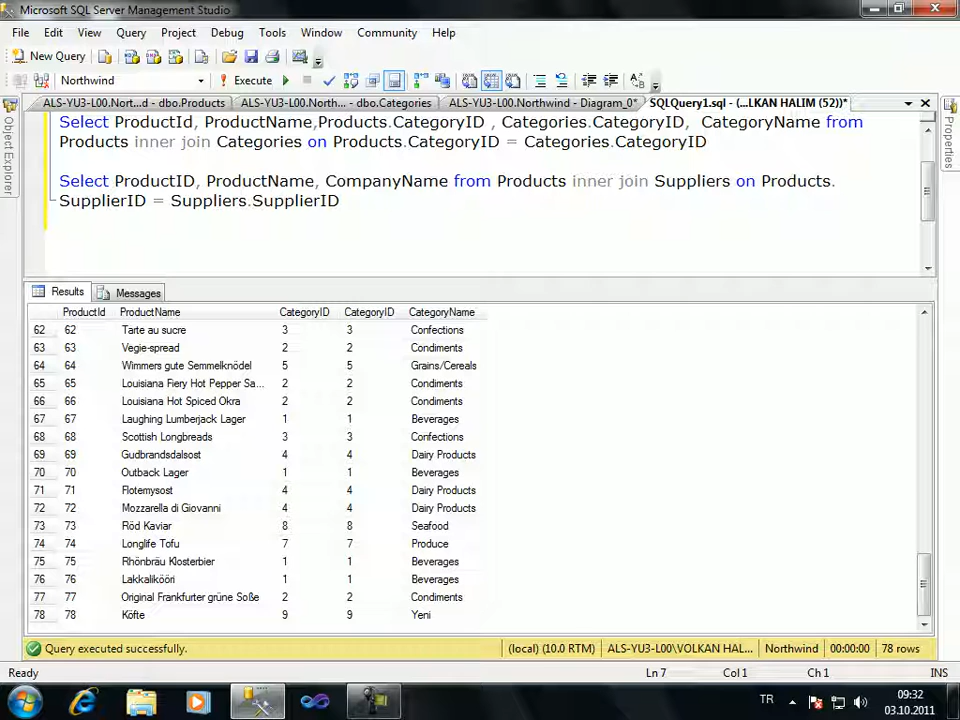 Microsoft SQL Server Management Studio
File Edit View Query Project Debug Tools Window Community Help
New Query
Northwind Execute
ALS-YU3-L00.Nort...d - dbo.Products ALS-YU3-L00.North... - dbo.Categories ALS-YU3-L00.Northwind - Diagram_0* SQLQuery1.sql - (...LKAN HALIM (52))*
Object Explorer
Properties
Select ProductId, ProductName,Products.CategoryID , Categories.CategoryID, CategoryName from
Products inner join Categories on Products.CategoryID = Categories.CategoryID
Select ProductID, ProductName, CompanyName from Products inner join Suppliers on Products.
SupplierID = Suppliers.SupplierID
Results Messages
ProductId ProductName CategoryID CategoryID CategoryName
62 62 Tarte au sucre 3 3 Confections
63 63 Vegie-spread 2 2 Condiments
64 64 Wimmers gute Semmelknödel 5 5 Grains/Cereals
65 65 Louisiana Fiery Hot Pepper Sa... 2 2 Condiments
66 66 Louisiana Hot Spiced Okra 2 2 Condiments
67 67 Laughing Lumberjack Lager 1 1 Beverages
68 68 Scottish Longbreads 3 3 Confections
69 69 Gudbrandsdalsost 4 4 Dairy Products
70 70 Outback Lager 1 1 Beverages
71 71 Flotemysost 4 4 Dairy Products
72 72 Mozzarella di Giovanni 4 4 Dairy Products
73 73 Röd Kaviar 8 8 Seafood
74 74 Longlife Tofu 7 7 Produce
75 75 Rhönbräu Klosterbier 1 1 Beverages
76 76 Lakkalikööri 1 1 Beverages
77 77 Original Frankfurter grüne Soße 2 2 Condiments
78 78 Köfte 9 9 Yeni
Query executed successfully. (local) (10.0 RTM) ALS-YU3-L00\VOLKAN HAL... Northwind 00:00:00 78 rows
Ready Ln 7 Col 1 Ch 1 INS
TR 09:32
03.10.2011